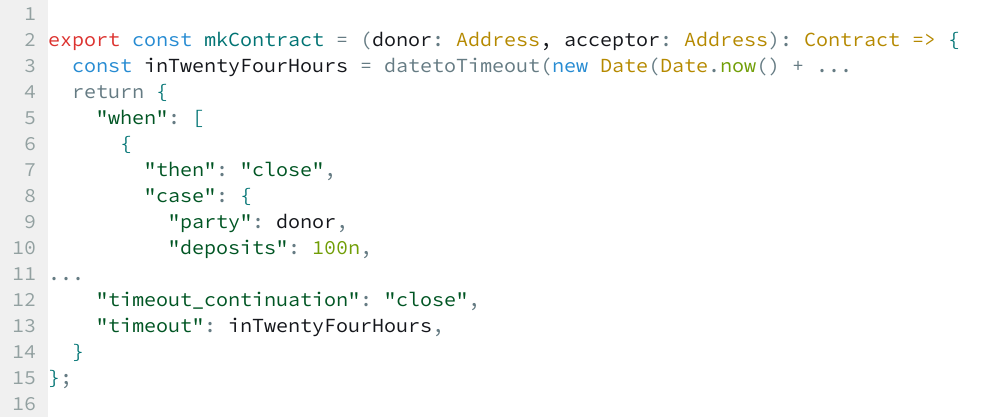 1
2 export const mkContract = (donor: Address, acceptor: Address): Contract => {
3   const inTwentyFourHours = datetoTimeout(new Date(Date.now() + ...
4   return {
5     "when": [
6       {
7         "then": "close",
8         "case": {
9           "party": donor,
10           "deposits": 100n,
11 ...
12     "timeout_continuation": "close",
13     "timeout": inTwentyFourHours,
14   }
15 };
16